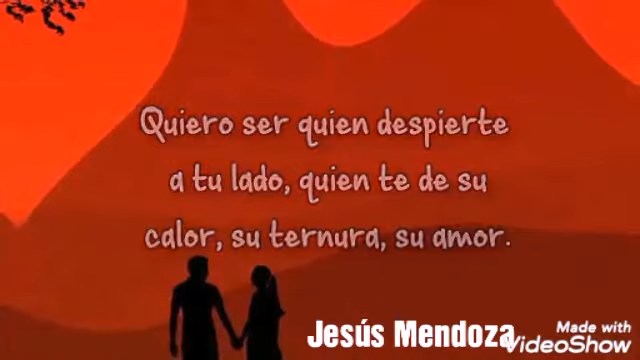 Quiero ser quien despierte
a tu lado, quien te de su
calor, su ternura, su amor.
Jesús Mendoza
Made with
VideoShow